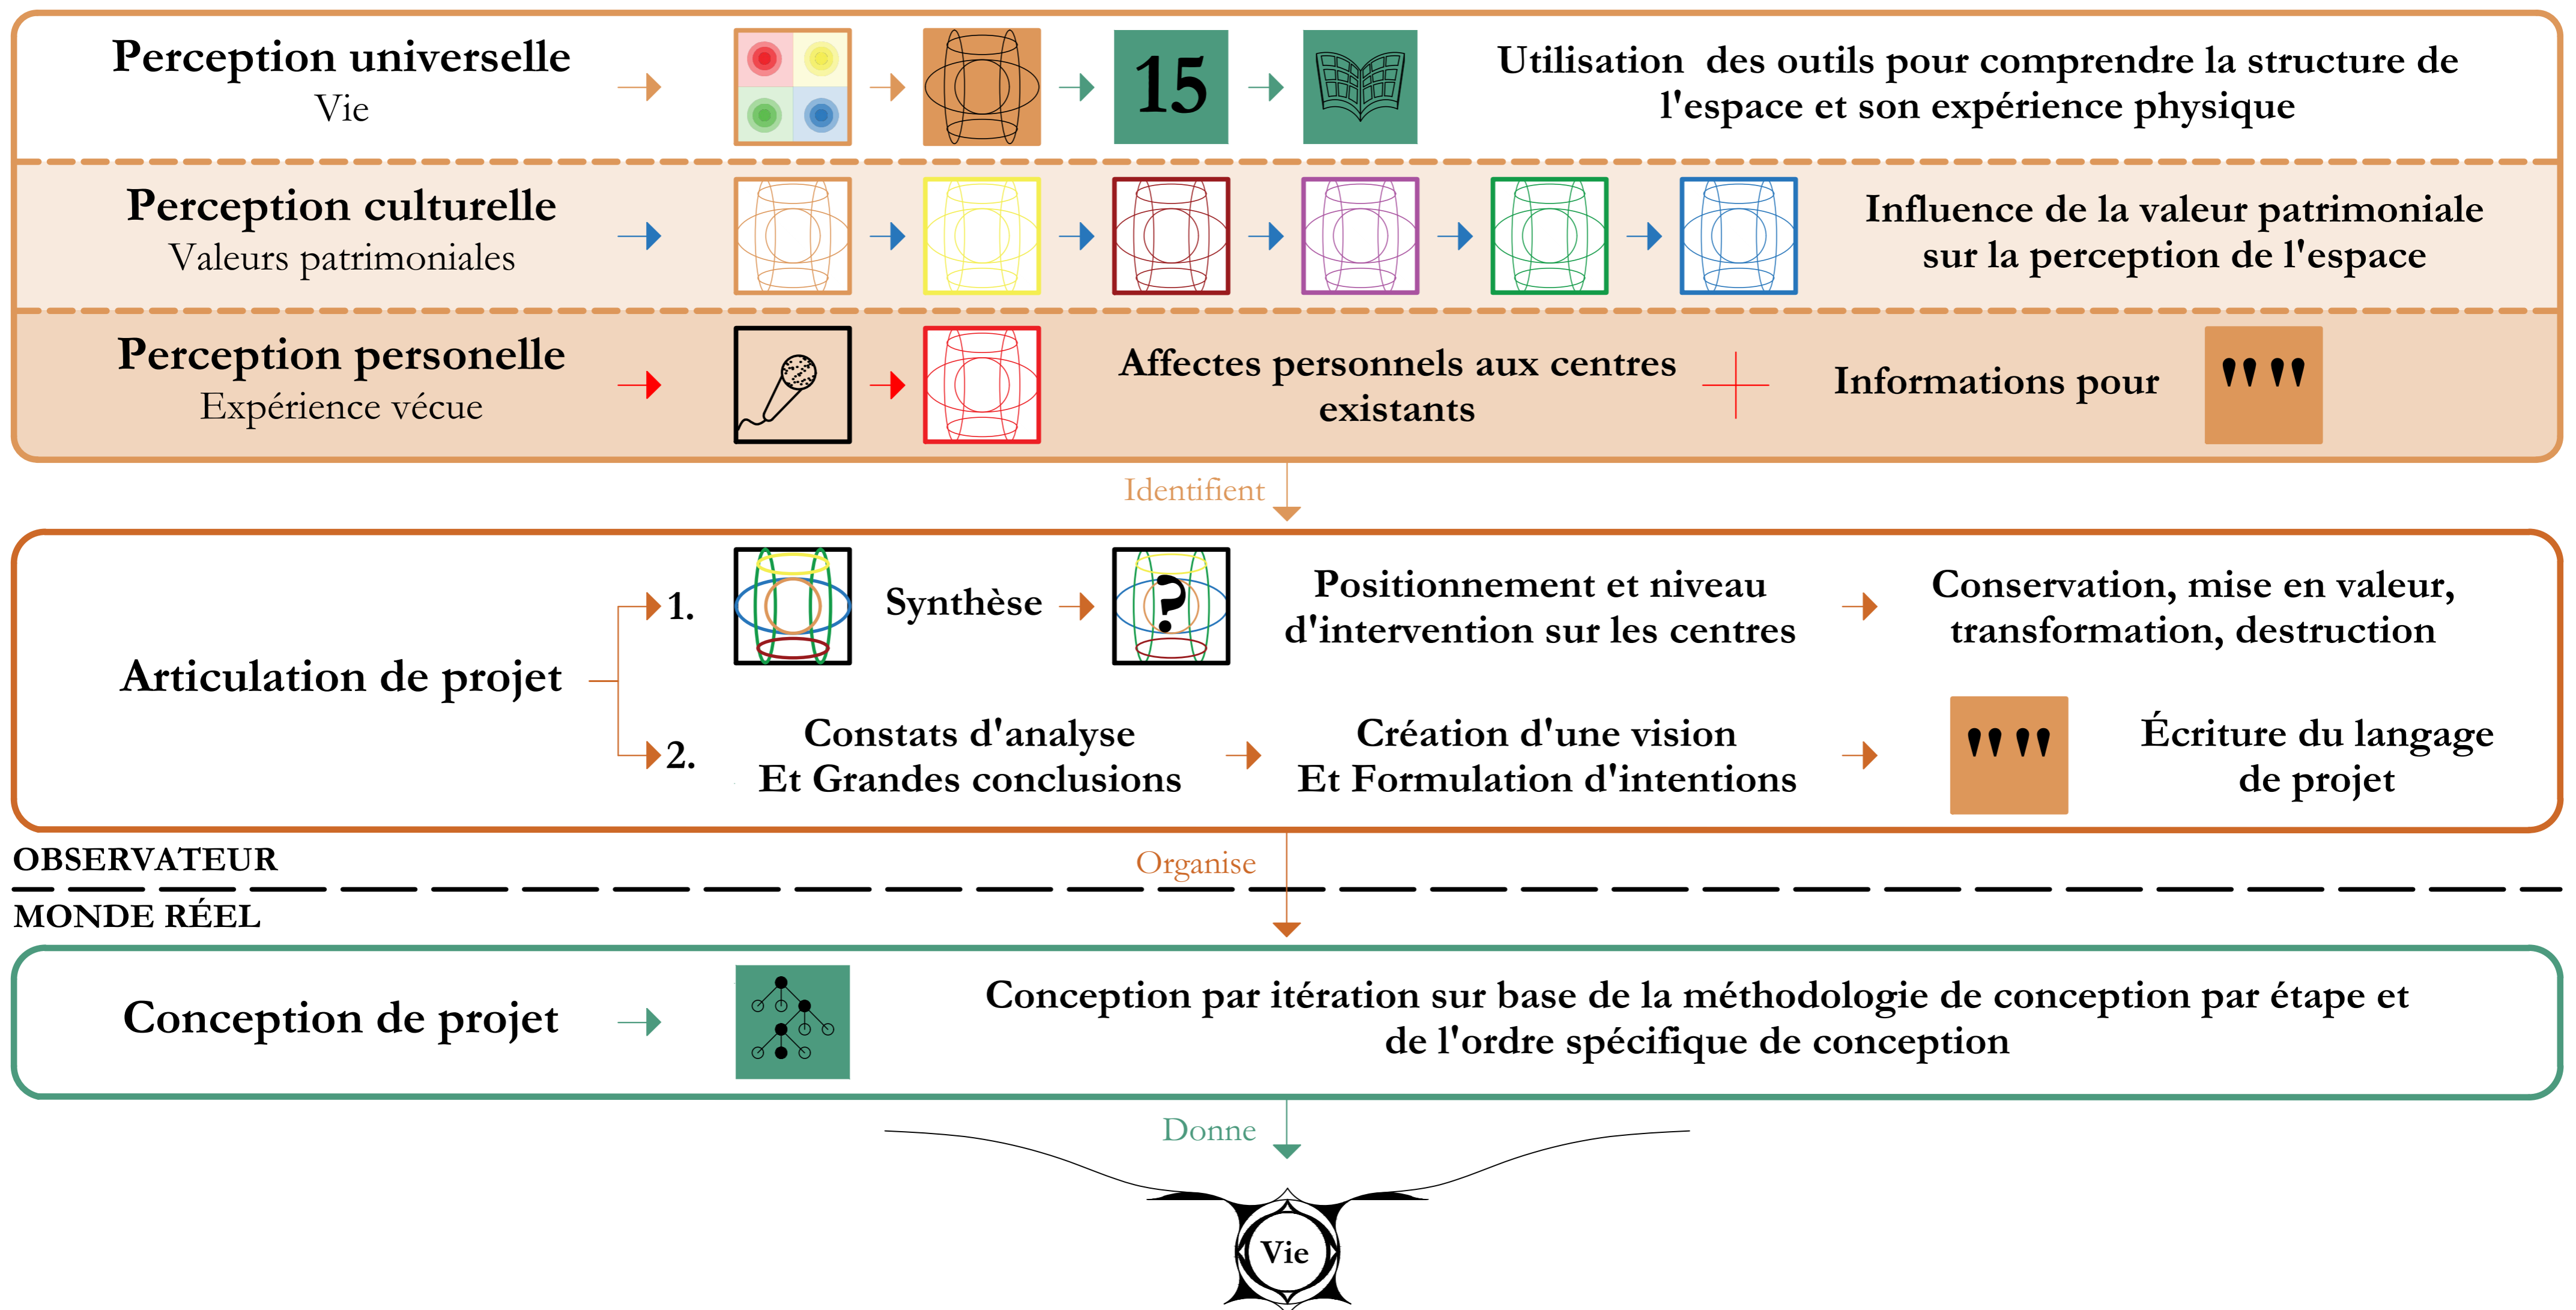 Perception universelle
Vie
15
Utilisation  des outils pour comprendre la structure de
l'espace et son expérience physique
Perception culturelle
Valeurs patrimoniales
Influence de la valeur patrimoniale
sur la perception de l'espace
Perception personelle
Expérience vécue
Affectes personnels aux centres
existants
Informations pour
""
Identifient
Articulation de projet
1.
Synthèse
?
Positionnement et niveau
d'intervention sur les centres
Conservation, mise en valeur,
transformation, destruction
2.
Constats d'analyse
Et Grandes conclusions
Création d'une vision
Et Formulation d'intentions
""
Écriture du langage
de projet
OBSERVATEUR
Organise
MONDE RÉEL
Conception de projet
Conception par itération sur base de la méthodologie de conception par étape et
de l'ordre spécifique de conception
Donne
Vie